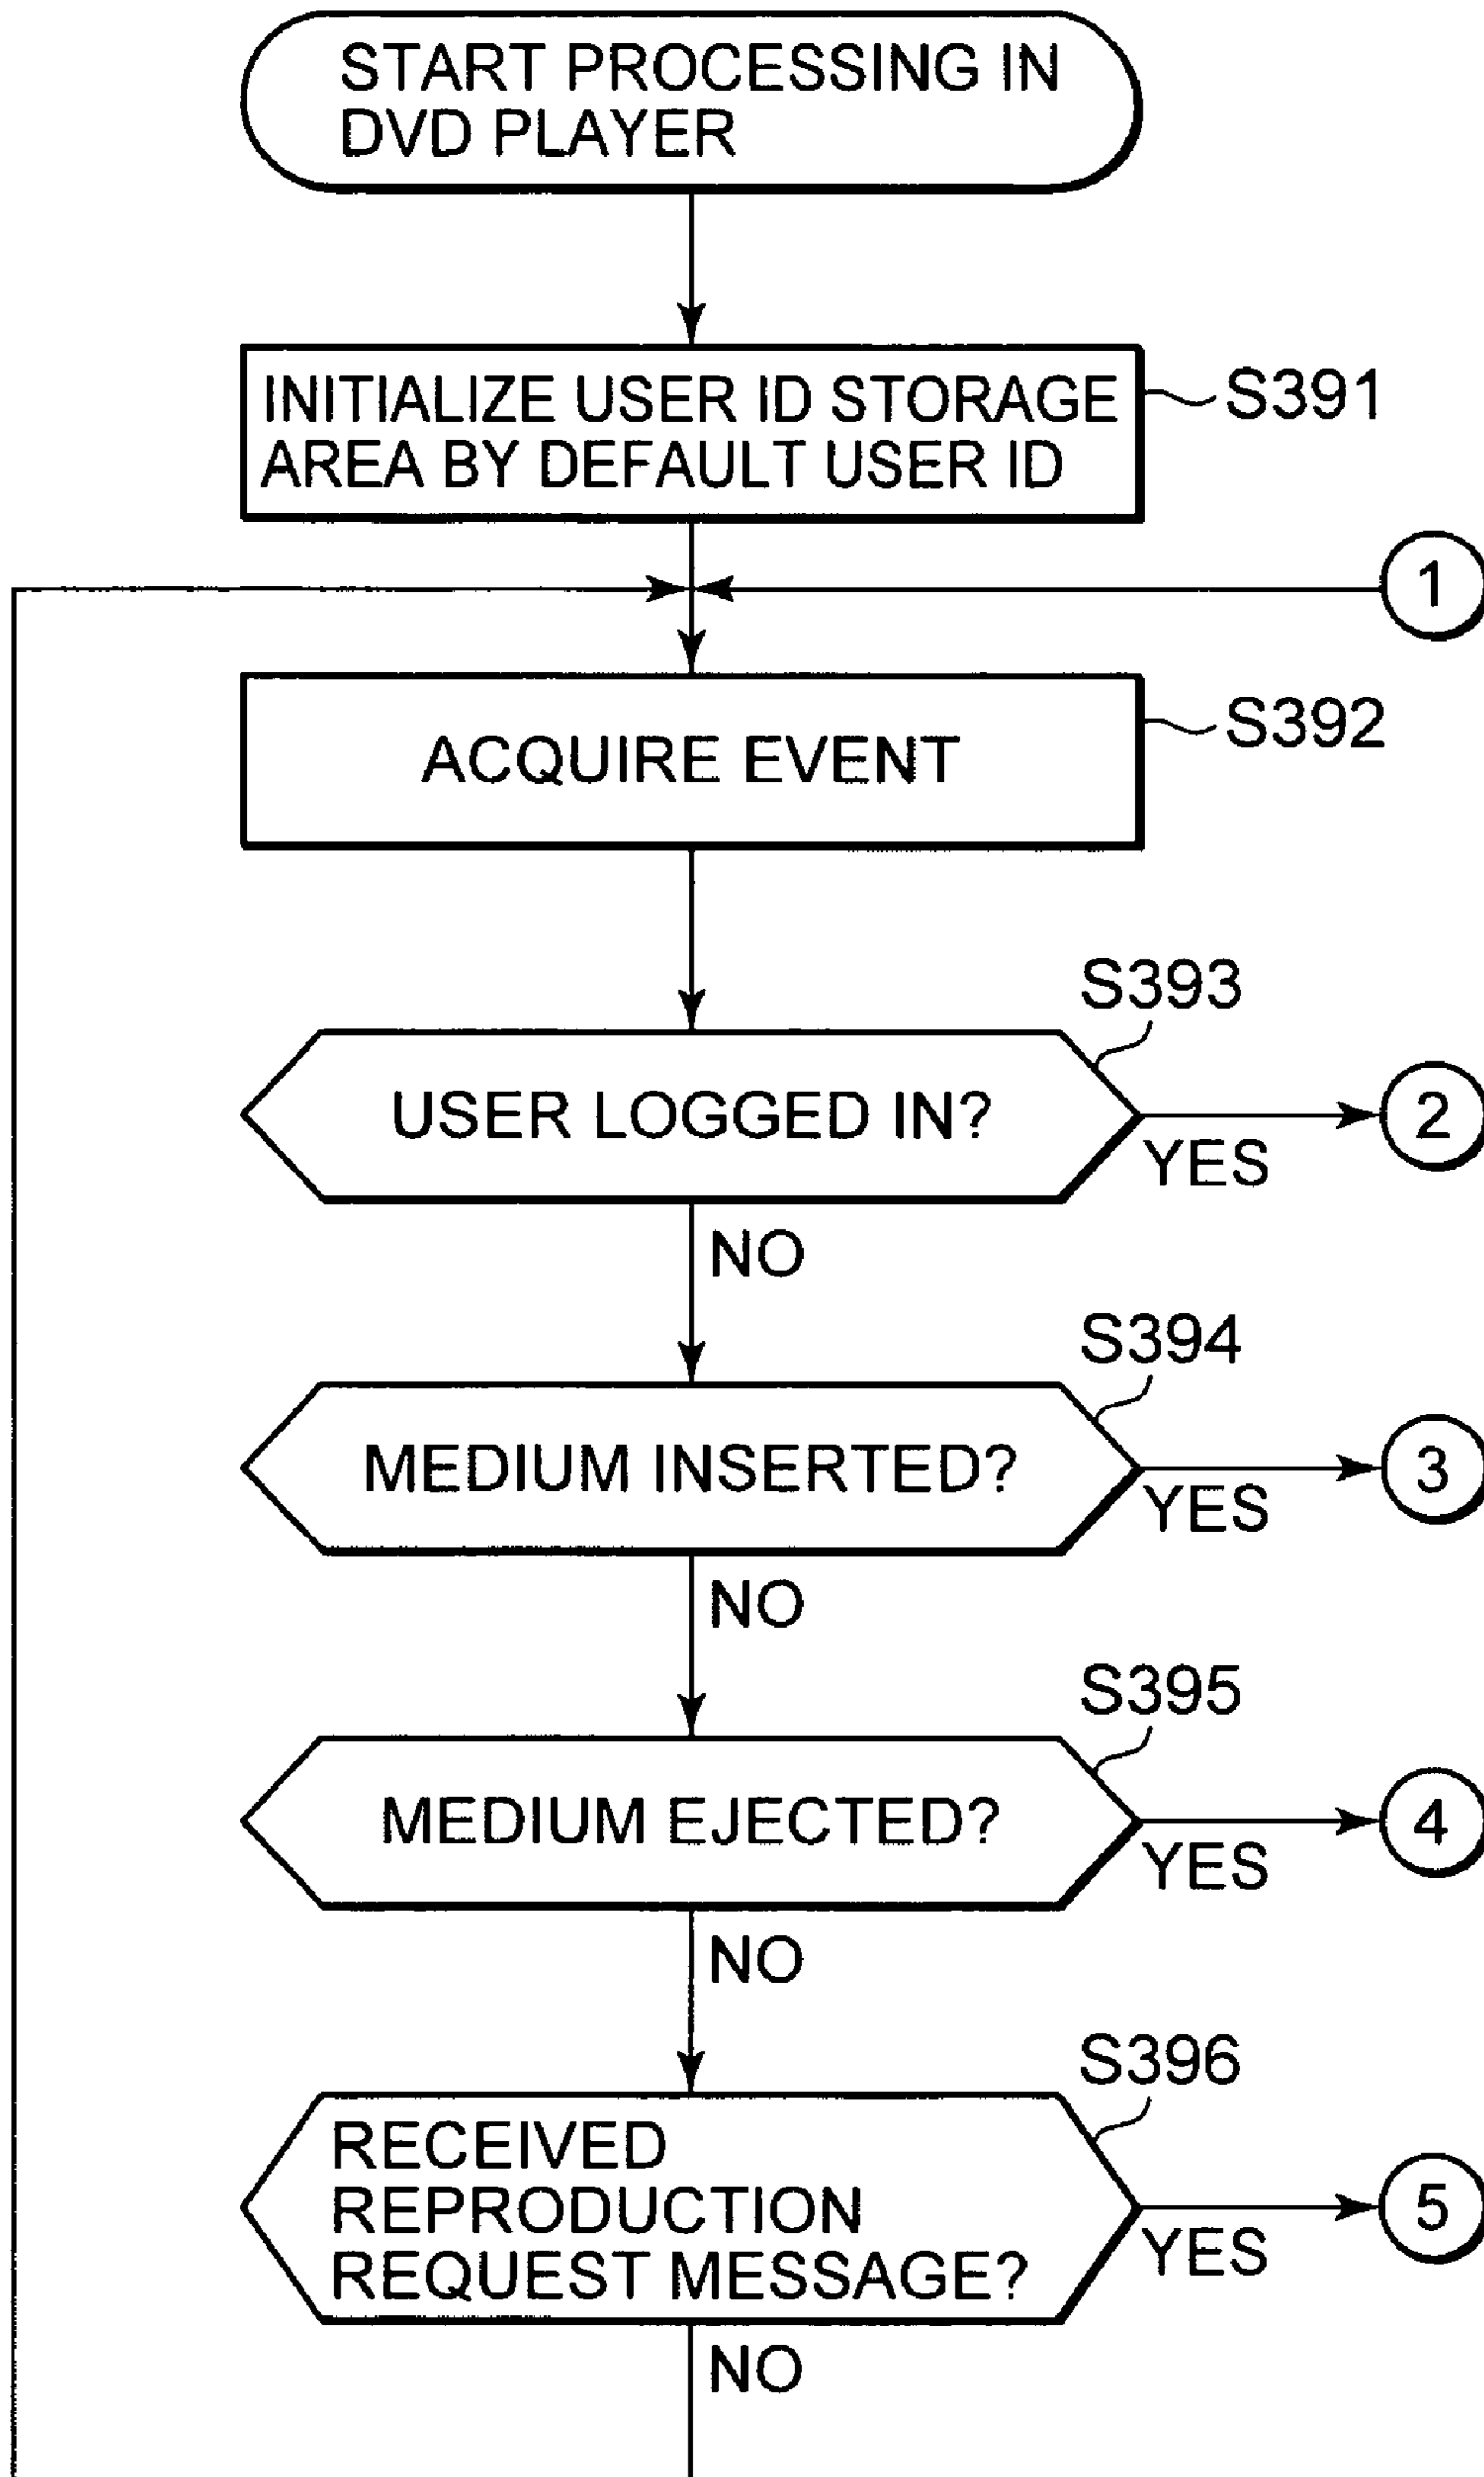 START PROCESSING IN
DVD PLAYER
INITIALIZE USER ID STORAGE
AREA BY DEFAULT USER ID
S391
1
ACQUIRE EVENT
S392
S393
USER LOGGED IN?
YES
2
NO
S394
MEDIUM INSERTED?
YES
3
NO
S395
MEDIUM EJECTED?
YES
4
NO
S396
RECEIVED
REPRODUCTION
REQUEST MESSAGE?
YES
5
NO